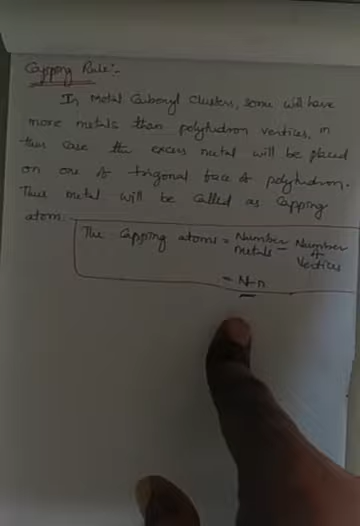 Capping Rule:-
In Metal Carbonyl Clusters, some will have
more metals than polyhydron vertices, in
this case the excess metal will be placed
on one of trigonal face of polyhedron.
This metal will be called as Capping
atom.
The Capping atoms = Number metals - Number of Vertices
= N-n